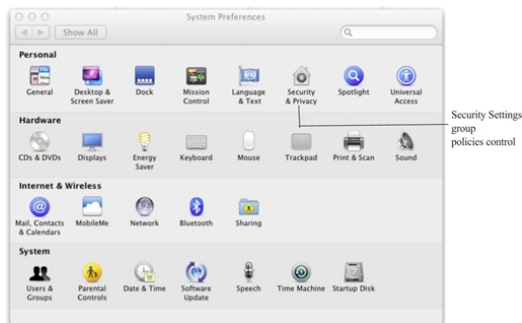 System Preferences
Show All
Personal
General
Desktop &
Screen Saver
Dock
Mission
Control
Language
& Text
Security
& Privacy
Spotlight
Universal
Access
Hardware
CDs & DVDs
Displays
Energy
Saver
Keyboard
Mouse
Trackpad
Print & Scan
Sound
Security Settings
group
policies control
Internet & Wireless
Mail, Contacts
& Calendars
MobileMe
Network
Bluetooth
Sharing
System
Users &
Groups
Parental
Controls
Date & Time
Software
Update
Speech
Time Machine
Startup Disk